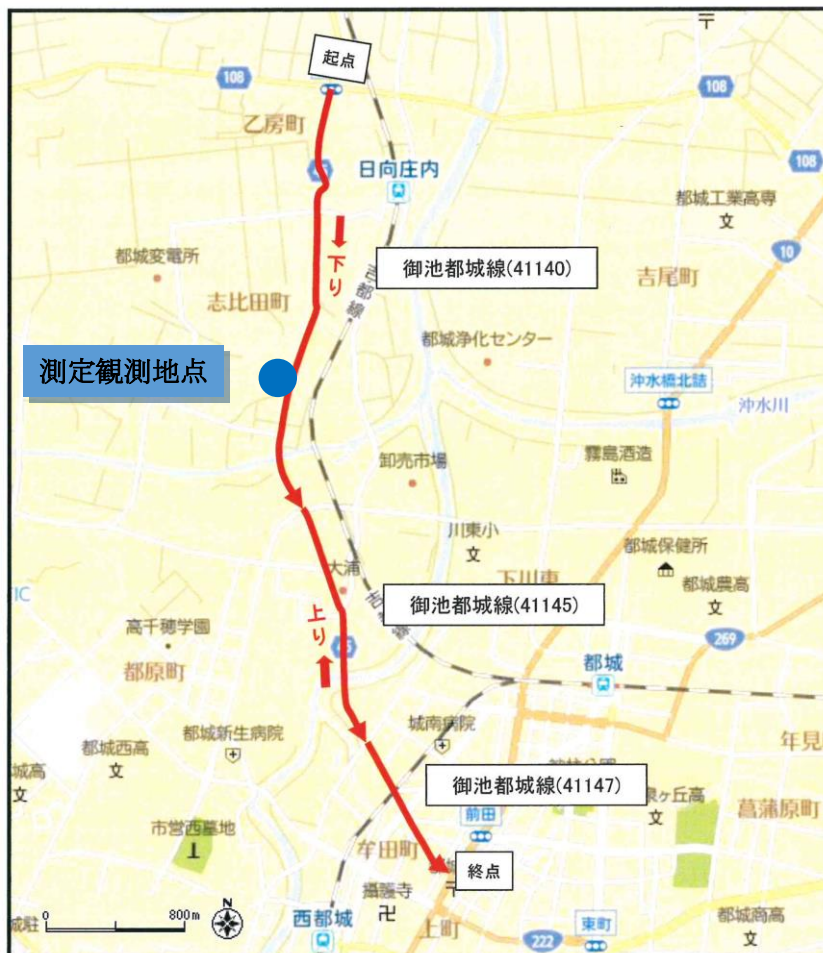 起点
108
108
乙房町
日向庄内
108
都城工業高専
文
10
下り
御池都城線(41140)
吉尾町
都城変電所
志比田町
都城浄化センター
測定観測地点
沖水橋北詰
沖水川
卸売市場
霧島酒造
川東小
文
都城保健所
大浦
下川東
都城農高
文
IC
御池都城線(41145)
上り
高千穂学園
269
都原町
都城
都城新生病院
城南病院
都城西高
文
年見
城高
文
御池都城線(41147)
泉ヶ丘高
文
菖蒲原町
前田
市営西墓地
牟田町
終点
攝護寺
卍
0
800m
N
西都城
上町
222
東町
都城商高
文
城駐